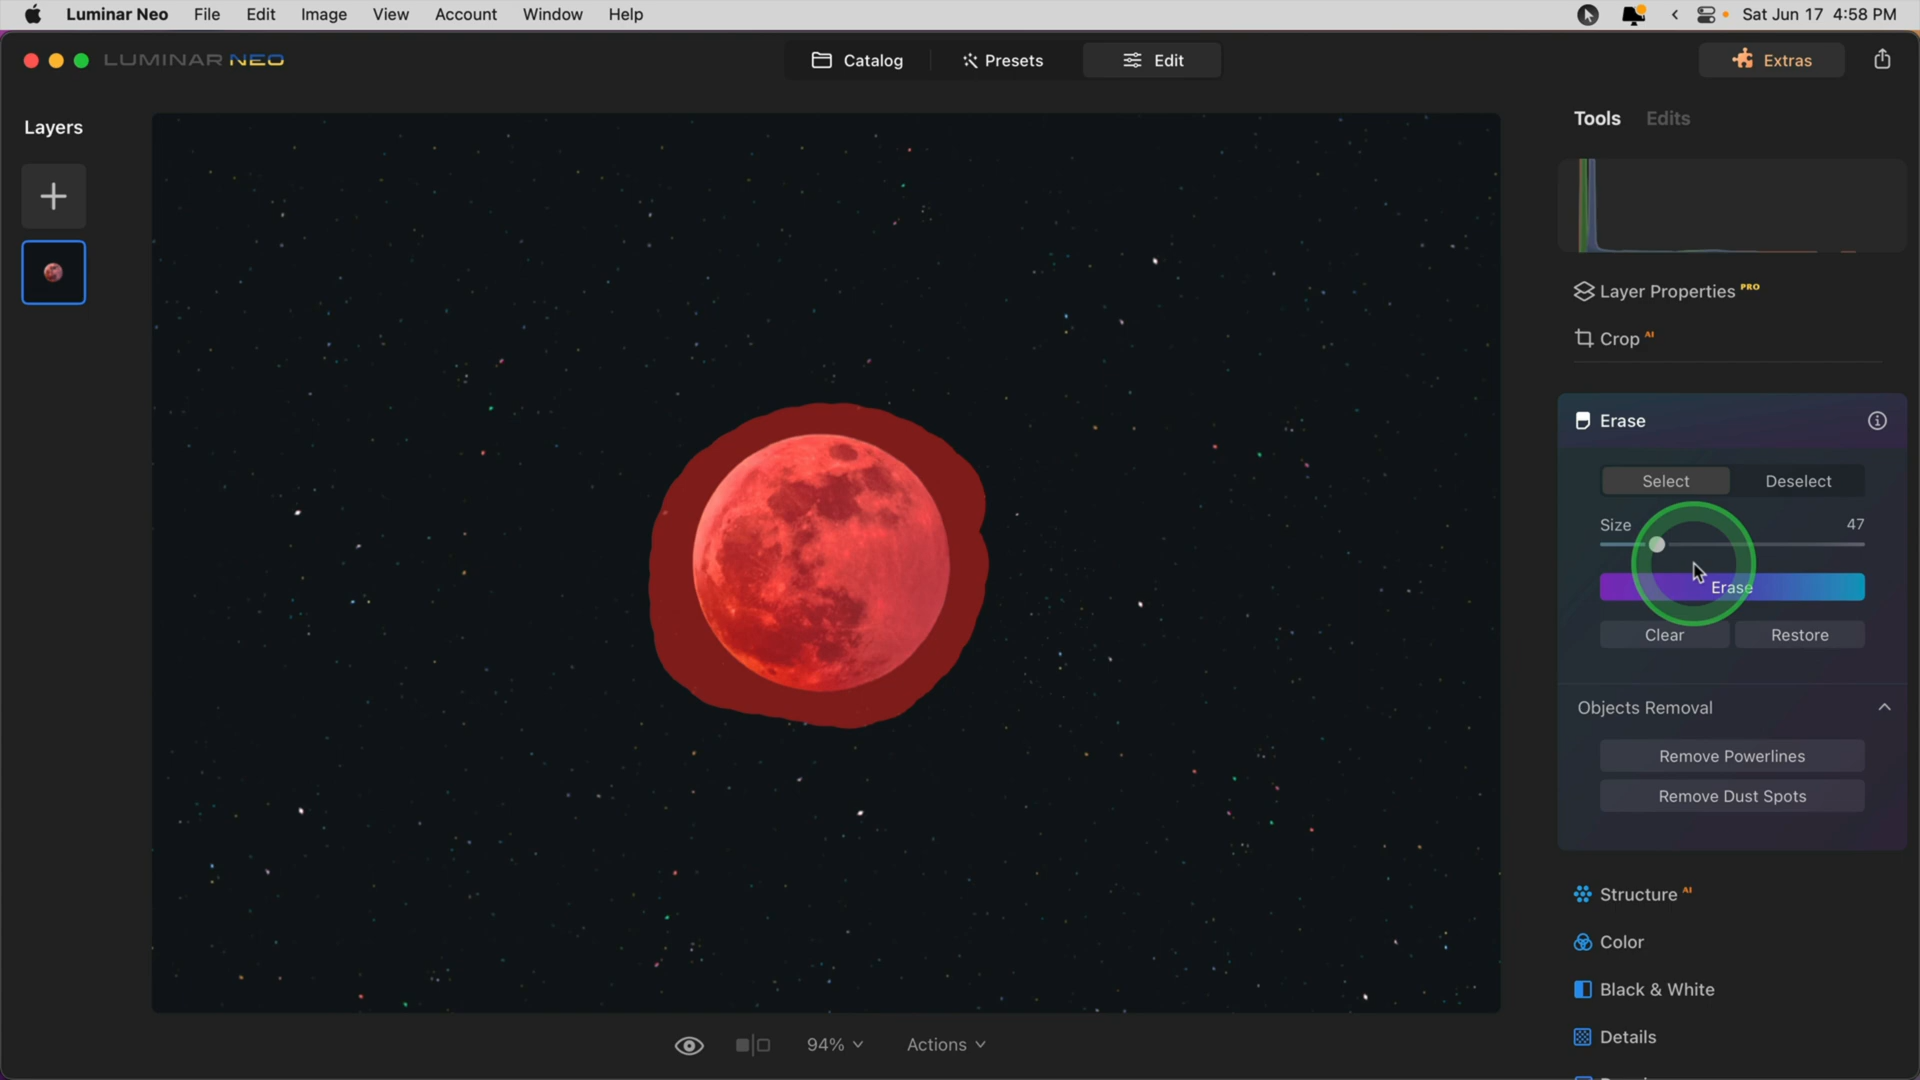 Luminar Neo File Edit Image View Account Window Help Sat Jun 17 4:58 PM
LUMINAR NEO Catalog Presets Edit Extras
Layers
Tools Edits
Layer Properties PRO
Crop AI
Erase
Select Deselect
Size 47
Erase
Clear Restore
Objects Removal
Remove Powerlines
Remove Dust Spots
Structure AI
Color
Black & White
Details
94% Actions